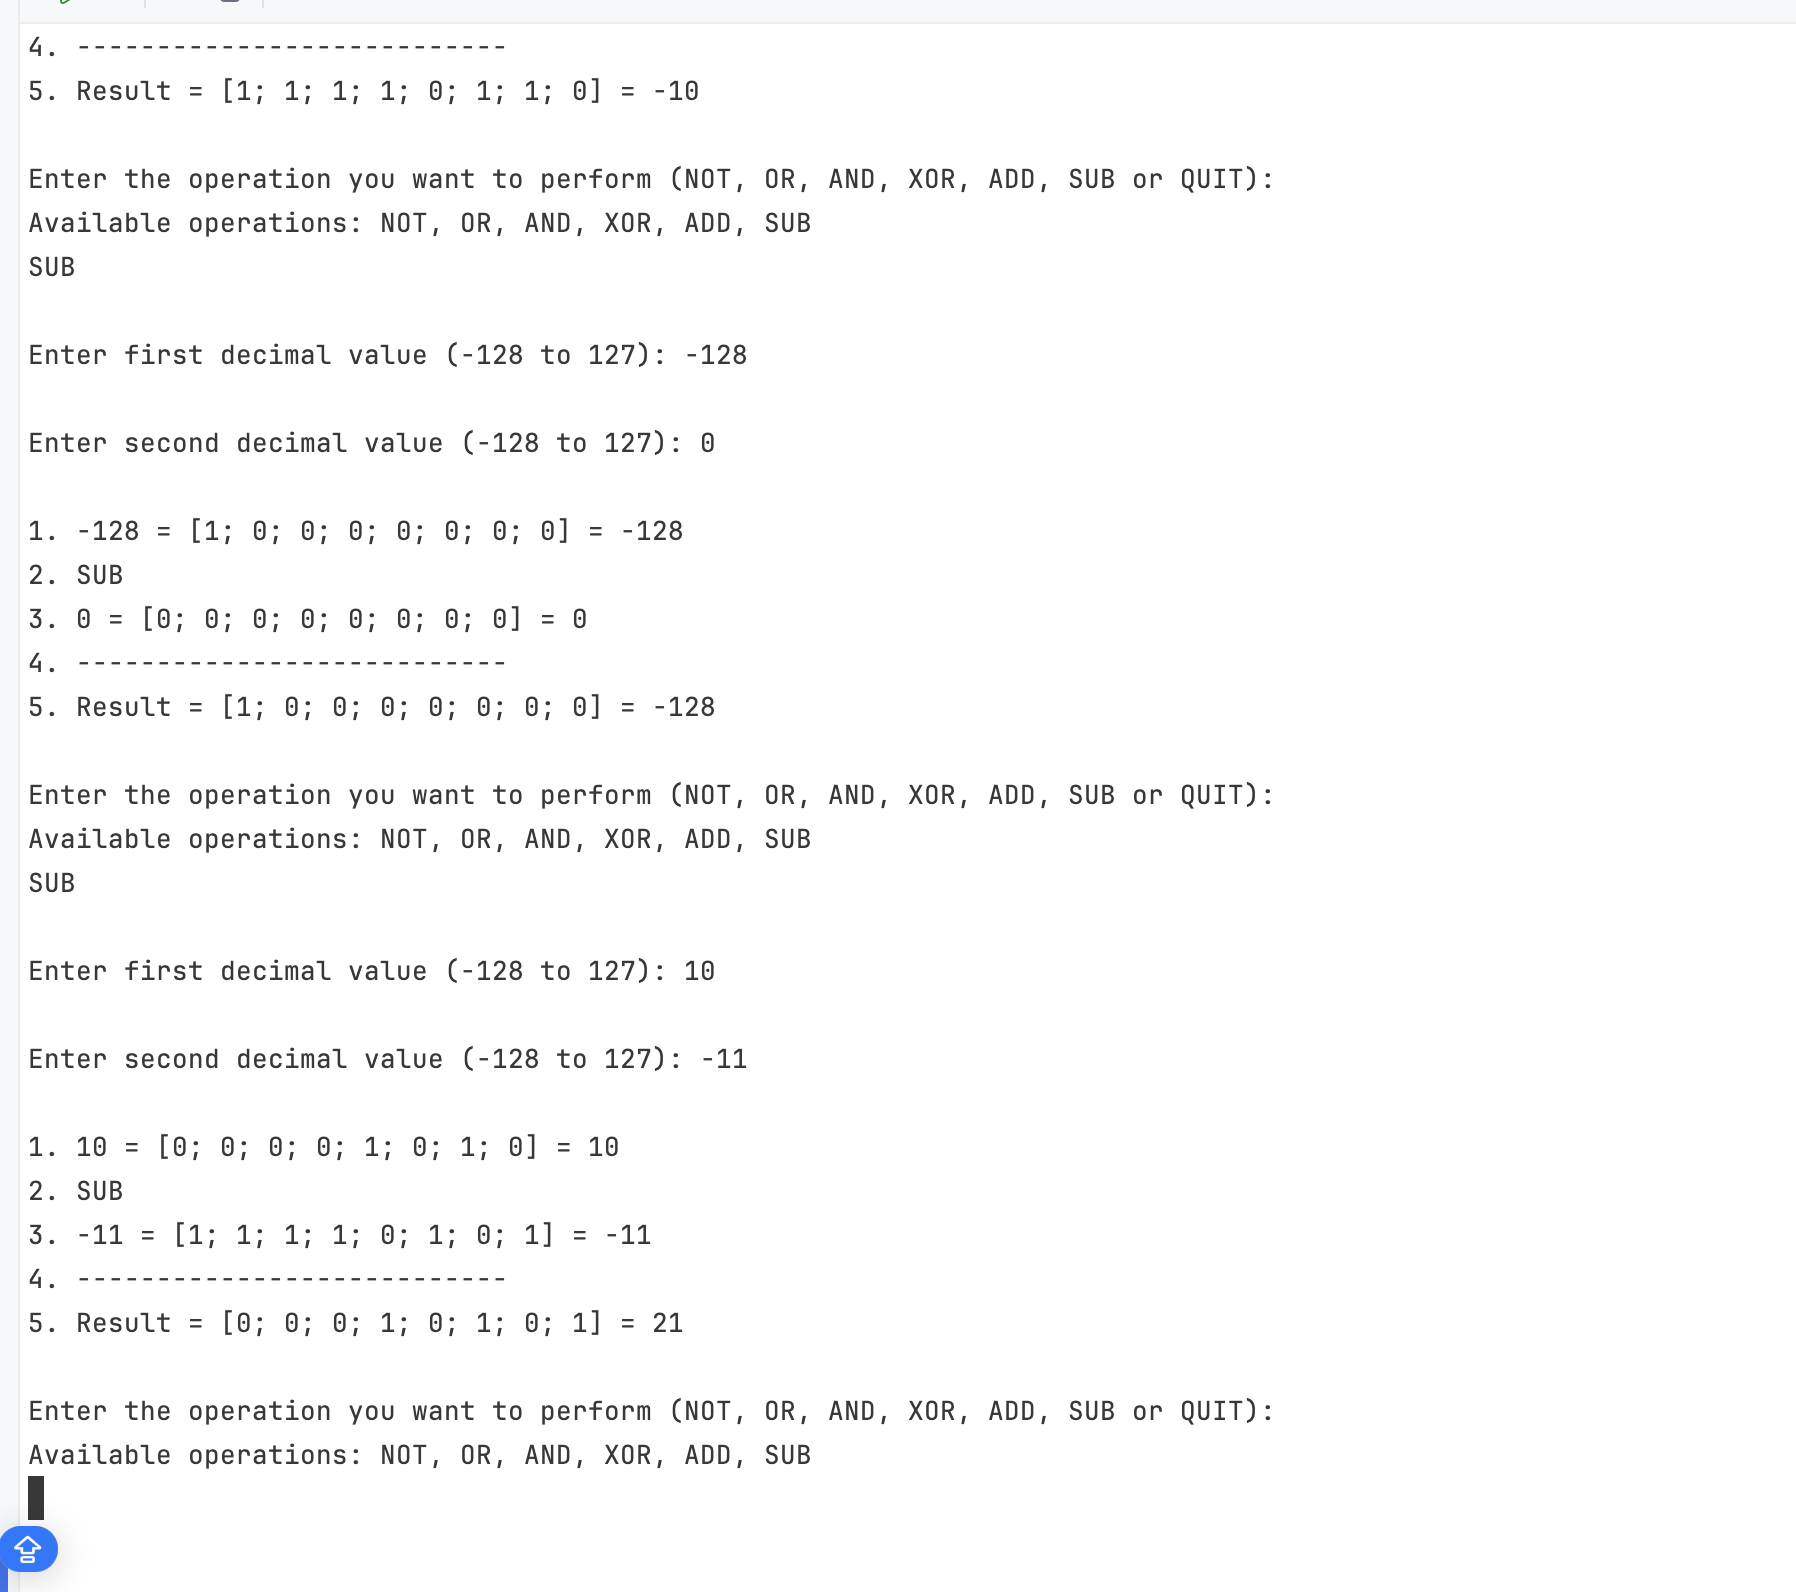 4. ---------------------------
5. Result = [1; 1; 1; 1; 0; 1; 1; 0] = -10
Enter the operation you want to perform (NOT, OR, AND, XOR, ADD, SUB or QUIT):
Available operations: NOT, OR, AND, XOR, ADD, SUB
SUB
Enter first decimal value (-128 to 127): -128
Enter second decimal value (-128 to 127): 0
1. -128 = [1; 0; 0; 0; 0; 0; 0; 0] = -128
2. SUB
3. 0 = [0; 0; 0; 0; 0; 0; 0; 0] = 0
4. ---------------------------
5. Result = [1; 0; 0; 0; 0; 0; 0; 0] = -128
Enter the operation you want to perform (NOT, OR, AND, XOR, ADD, SUB or QUIT):
Available operations: NOT, OR, AND, XOR, ADD, SUB
SUB
Enter first decimal value (-128 to 127): 10
Enter second decimal value (-128 to 127): -11
1. 10 = [0; 0; 0; 0; 1; 0; 1; 0] = 10
2. SUB
3. -11 = [1; 1; 1; 1; 0; 1; 0; 1] = -11
4. ---------------------------
5. Result = [0; 0; 0; 1; 0; 1; 0; 1] = 21
Enter the operation you want to perform (NOT, OR, AND, XOR, ADD, SUB or QUIT):
Available operations: NOT, OR, AND, XOR, ADD, SUB